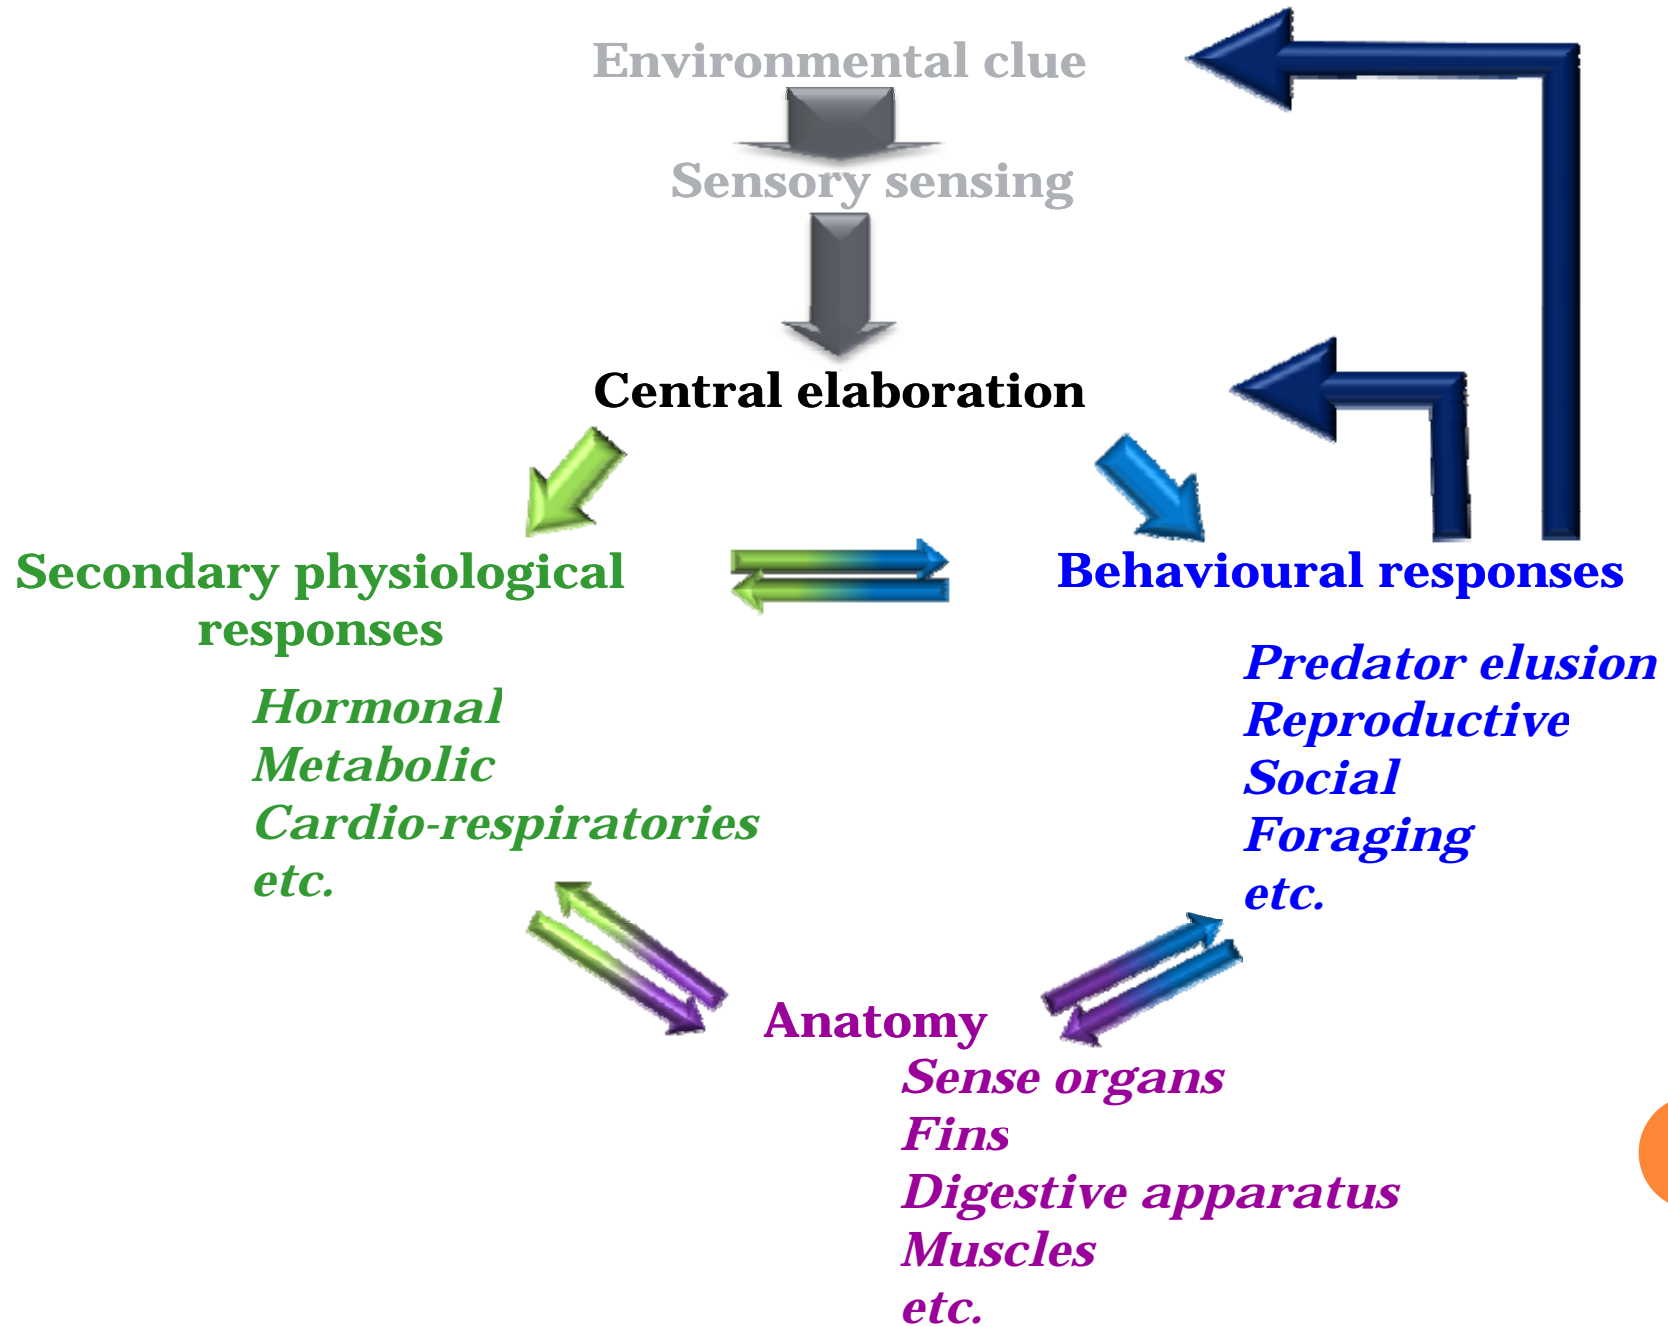 Environmental clue
Sensory sensing
Central elaboration
Secondary physiological
responses
Hormonal
Metabolic
Cardio-respiratories
etc.
Behavioural responses
Predator elusion
Reproductive
Social
Foraging
etc.
Anatomy
Sense organs
Fins
Digestive apparatus
Muscles
etc.